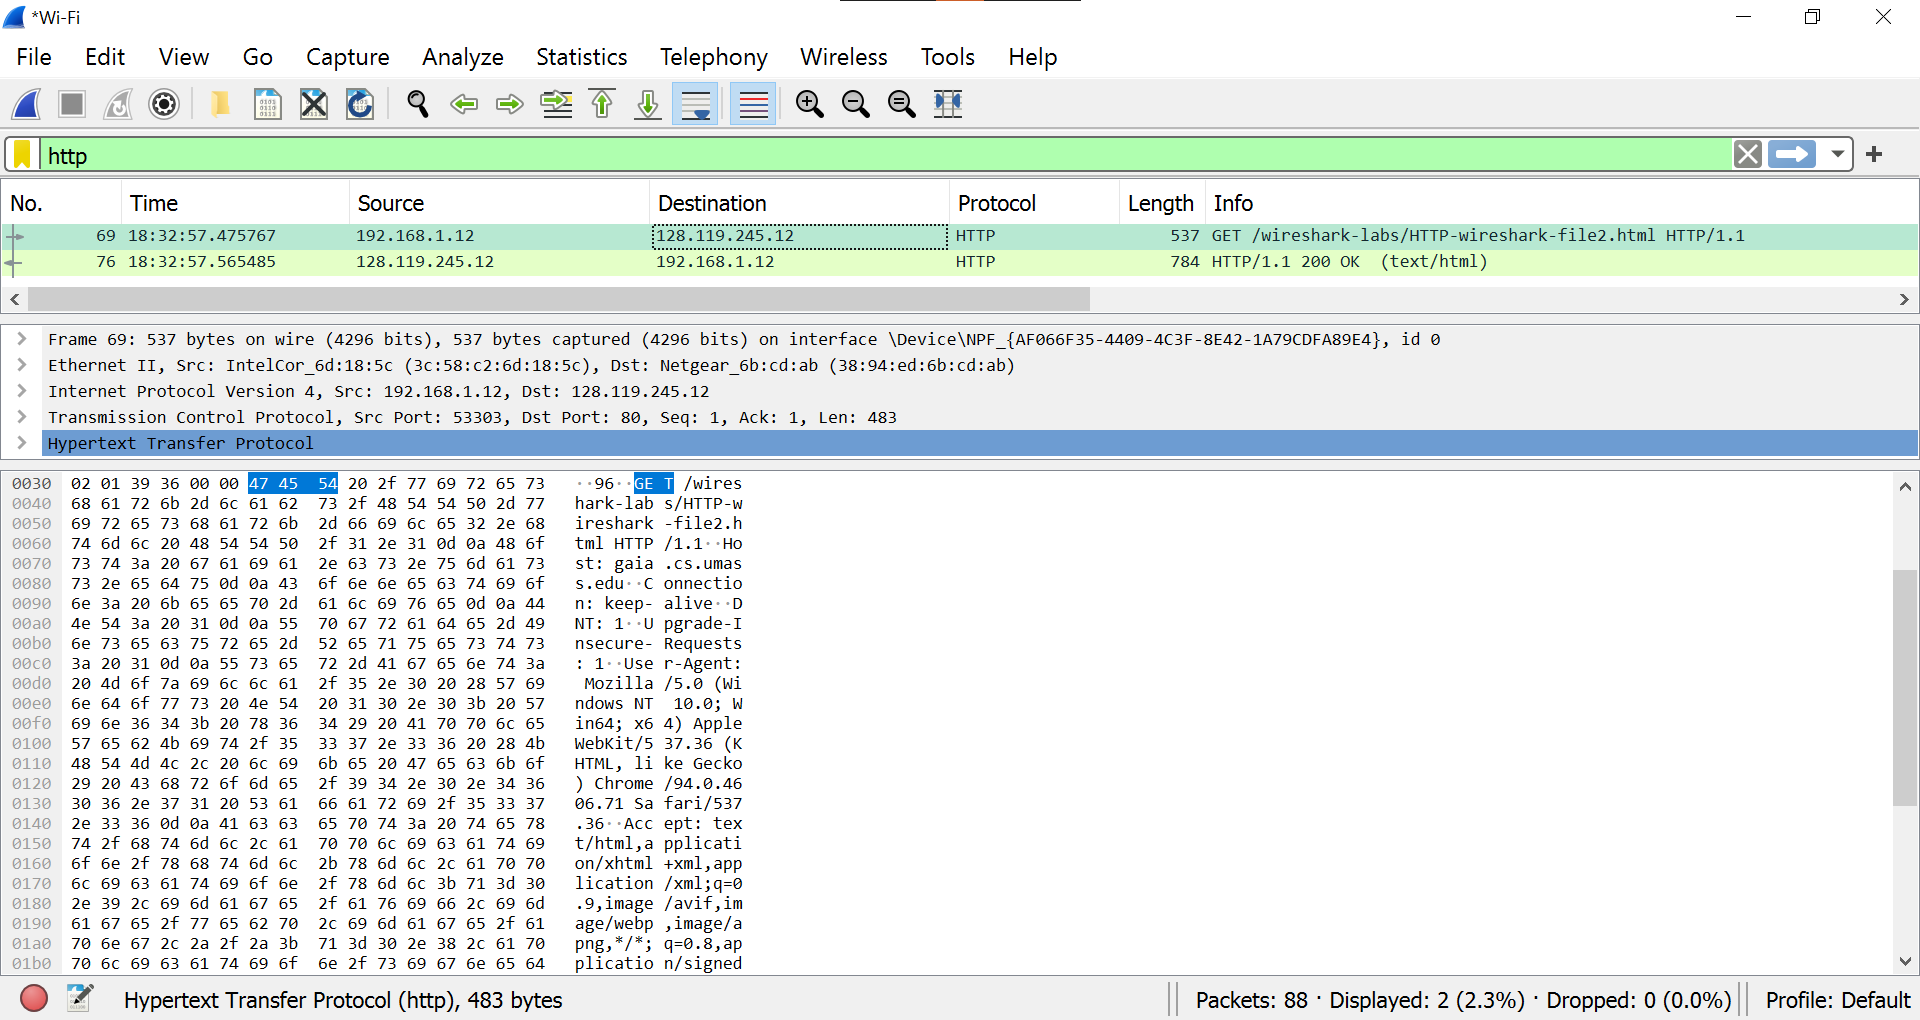 *Wi-Fi
File Edit View Go Capture Analyze Statistics Telephony Wireless Tools Help
http
No. Time Source Destination Protocol Length Info
69 18:32:57.475767 192.168.1.12 128.119.245.12 HTTP 537 GET /wireshark-labs/HTTP-wireshark-file2.html HTTP/1.1
76 18:32:57.565485 128.119.245.12 192.168.1.12 HTTP 784 HTTP/1.1 200 OK (text/html)
Frame 69: 537 bytes on wire (4296 bits), 537 bytes captured (4296 bits) on interface \Device\NPF_{AF066F35-4409-4C3F-8E42-1A79CDFA89E4}, id 0
Ethernet II, Src: IntelCor_6d:18:5c (3c:58:c2:6d:18:5c), Dst: Netgear_6b:cd:ab (38:94:ed:6b:cd:ab)
Internet Protocol Version 4, Src: 192.168.1.12, Dst: 128.119.245.12
Transmission Control Protocol, Src Port: 53303, Dst Port: 80, Seq: 1, Ack: 1, Len: 483
Hypertext Transfer Protocol
0030 02 01 39 36 00 00 47 45 54 20 2f 77 69 72 65 73 ··96··GE T /wires
0040 68 61 72 6b 2d 6c 61 62 73 2f 48 54 54 50 2d 77 hark-lab s/HTTP-w
0050 69 72 65 73 68 61 72 6b 2d 66 69 6c 65 32 2e 68 ireshark -file2.h
0060 74 6d 6c 20 48 54 54 50 2f 31 2e 31 0d 0a 48 6f tml HTTP /1.1··Ho
0070 73 74 3a 20 67 61 69 61 2e 63 73 2e 75 6d 61 73 st: gaia .cs.umas
0080 73 2e 65 64 75 0d 0a 43 6f 6e 6e 65 63 74 69 6f s.edu··C onnectio
0090 6e 3a 20 6b 65 65 70 2d 61 6c 69 76 65 0d 0a 44 n: keep- alive··D
00a0 4e 54 3a 20 31 0d 0a 55 70 67 72 61 64 65 2d 49 NT: 1··U pgrade-I
00b0 6e 73 65 63 75 72 65 2d 52 65 71 75 65 73 74 73 nsecure- Requests
00c0 3a 20 31 0d 0a 55 73 65 72 2d 41 67 65 6e 74 3a : 1··Use r-Agent:
00d0 20 4d 6f 7a 69 6c 6c 61 2f 35 2e 30 20 28 57 69 Mozilla /5.0 (Wi
00e0 6e 64 6f 77 73 20 4e 54 20 31 30 2e 30 3b 20 57 ndows NT 10.0; W
00f0 69 6e 36 34 3b 20 78 36 34 29 20 41 70 70 6c 65 in64; x6 4) Apple
0100 57 65 62 4b 69 74 2f 35 33 37 2e 33 36 20 28 4b WebKit/5 37.36 (K
0110 48 54 4d 4c 2c 20 6c 69 6b 65 20 47 65 63 6b 6f HTML, li ke Gecko
0120 29 20 43 68 72 6f 6d 65 2f 39 34 2e 30 2e 34 36 ) Chrome /94.0.46
0130 30 36 2e 37 31 20 53 61 66 61 72 69 2f 35 33 37 06.71 Sa fari/537
0140 2e 33 36 0d 0a 41 63 63 65 70 74 3a 20 74 65 78 .36··Acc ept: tex
0150 74 2f 68 74 6d 6c 2c 61 70 70 6c 69 63 61 74 69 t/html,a pplicati
0160 6f 6e 2f 78 68 74 6d 6c 2b 78 6d 6c 2c 61 70 70 on/xhtml +xml,app
0170 6c 69 63 61 74 69 6f 6e 2f 78 6d 6c 3b 71 3d 30 lication /xml;q=0
0180 2e 39 2c 69 6d 61 67 65 2f 61 76 69 66 2c 69 6d .9,image /avif,im
0190 61 67 65 2f 77 65 62 70 2c 69 6d 61 67 65 2f 61 age/webp ,image/a
01a0 70 6e 67 2c 2a 2f 2a 3b 71 3d 30 2e 38 2c 61 70 png,*/*; q=0.8,ap
01b0 70 6c 69 63 61 74 69 6f 6e 2f 73 69 67 6e 65 64 plicatio n/signed
Hypertext Transfer Protocol (http), 483 bytes
Packets: 88 · Displayed: 2 (2.3%) · Dropped: 0 (0.0%)
Profile: Default